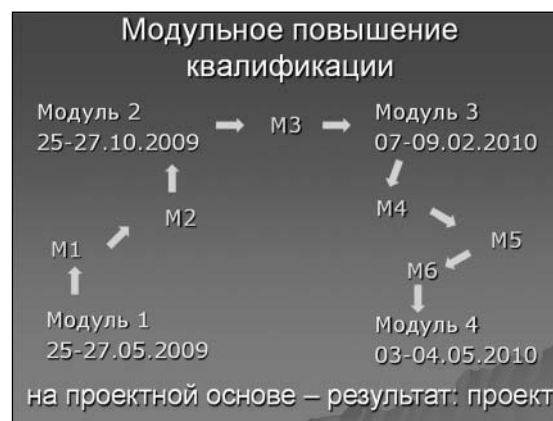 Модульное повышение
квалификации
Модуль 2
25-27.10.2009
М3
Модуль 3
07-09.02.2010
М2
М4
М1
М5
М6
Модуль 1
25-27.05.2009
Модуль 4
03-04.05.2010
на проектной основе – результат: проект